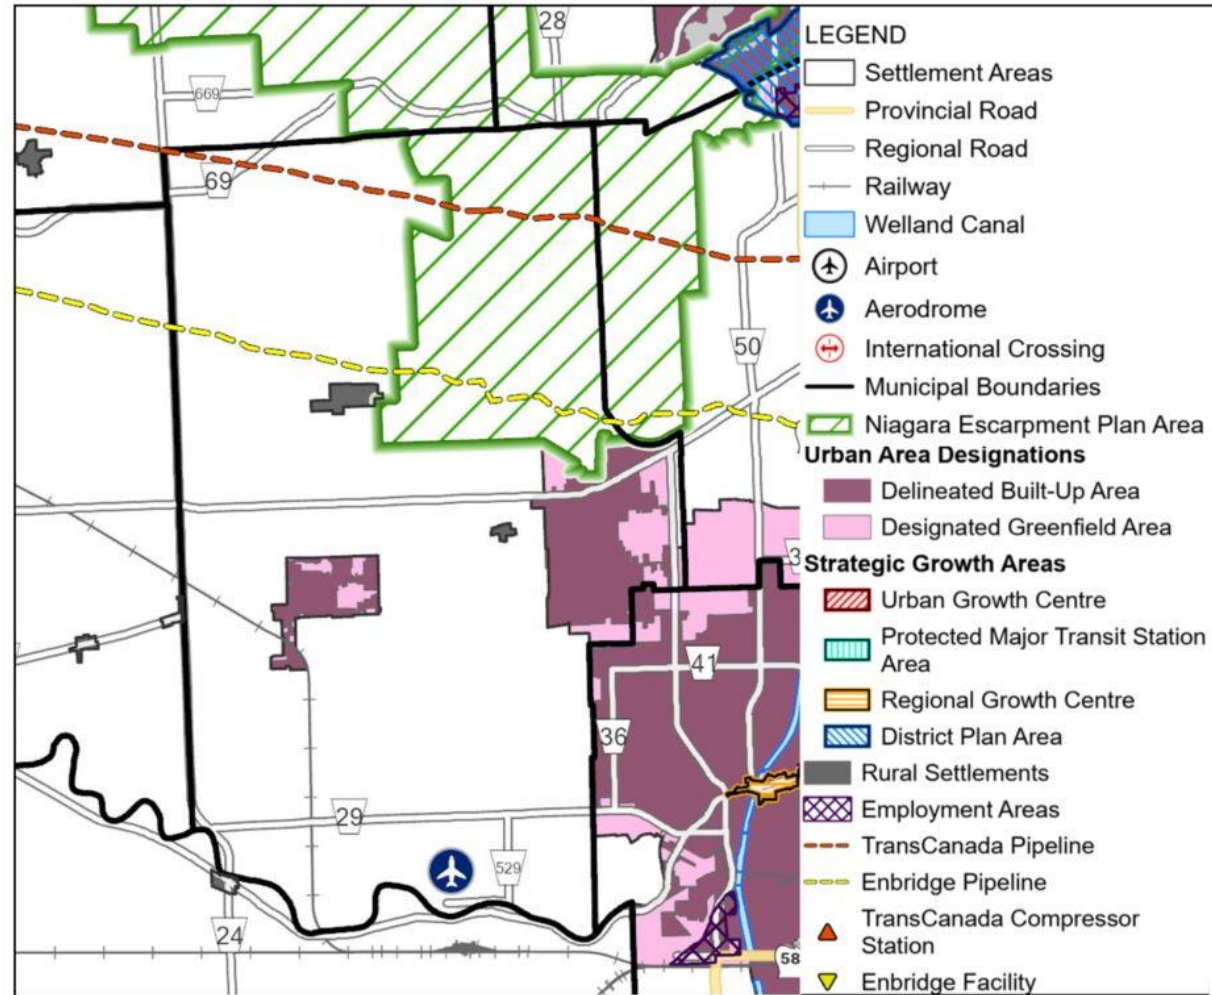 28
669
69
50
41
36
29
529
24
58
LEGEND
Settlement Areas
Provincial Road
Regional Road
Railway
Welland Canal
Airport
Aerodrome
International Crossing
Municipal Boundaries
Niagara Escarpment Plan Area
Urban Area Designations
Delineated Built-Up Area
Designated Greenfield Area
Strategic Growth Areas
Urban Growth Centre
Protected Major Transit Station
Area
Regional Growth Centre
District Plan Area
Rural Settlements
Employment Areas
TransCanada Pipeline
Enbridge Pipeline
TransCanada Compressor
Station
Enbridge Facility